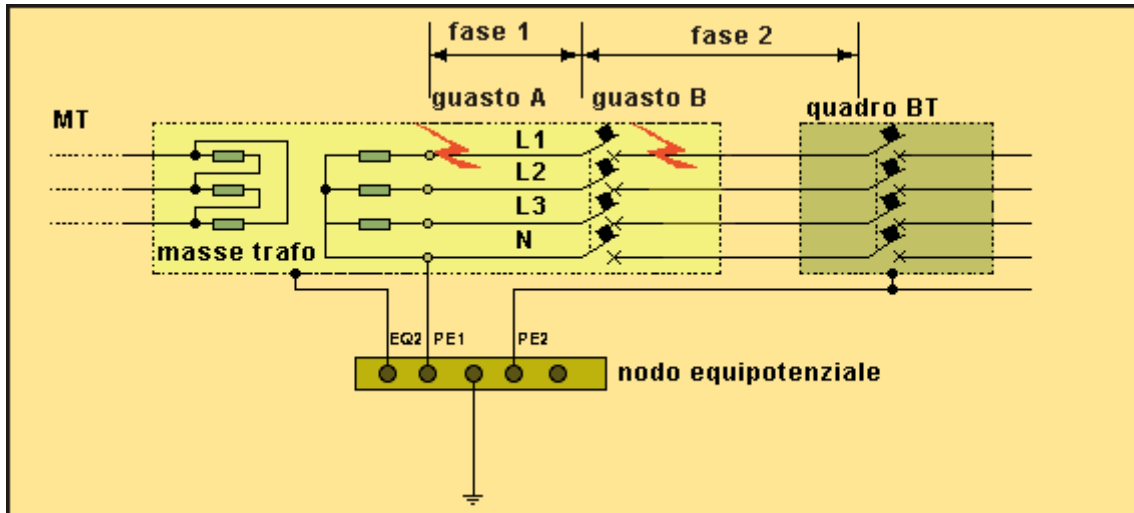 fase 1
fase 2
guasto A
guasto B
quadro BT
MT
L1
L2
L3
N
masse trafo
EQ2
PE1
PE2
nodo equipotenziale